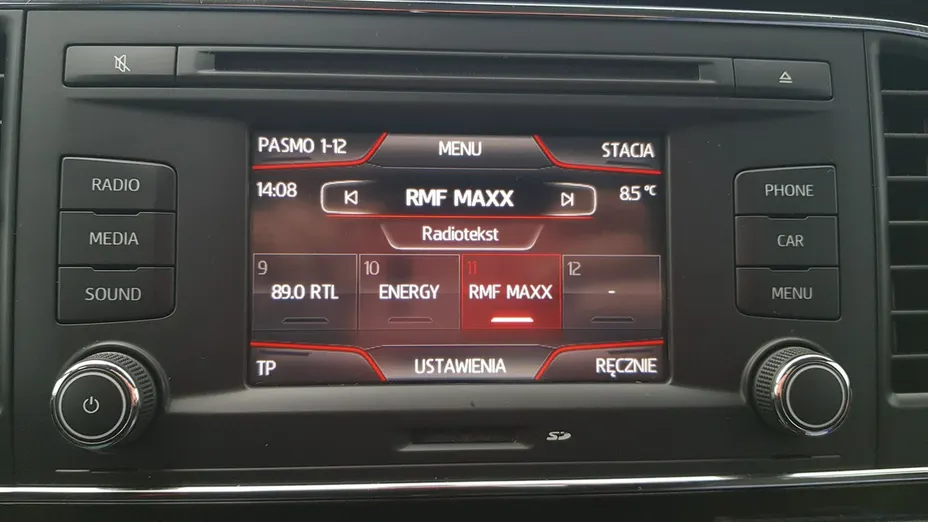 PASMO 1-12 MENU STACJA
14:08 RMF MAXX 8.5 °C
RADIO
PHONE
Radiotekst
MEDIA
CAR
9 10 11 12
89.0 RTL ENERGY RMF MAXX -
SOUND
MENU
TP USTAWIENIA RĘCZNIE
SD